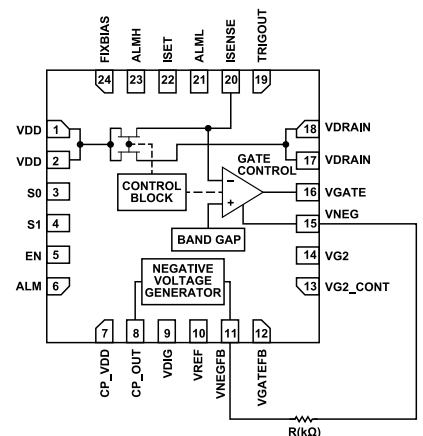 FIXBIAS
ALMH
ISET
ALML
ISENSE
TRIGOUT
24
23
22
21
20
19
VDD
1
VDD
2
S0
3
S1
4
EN
5
ALM
6
18
VDRAIN
17
VDRAIN
16
VGATE
VNEG
15
14
VG2
13
VG2_CONT
GATE
CONTROL
CONTROL
BLOCK
–
+
BAND GAP
NEGATIVE
VOLTAGE
GENERATOR
7
8
9
10
11
12
CP_VDD
CP_OUT
VDIG
VREF
VNEGFB
VGATEFB
R(kΩ)